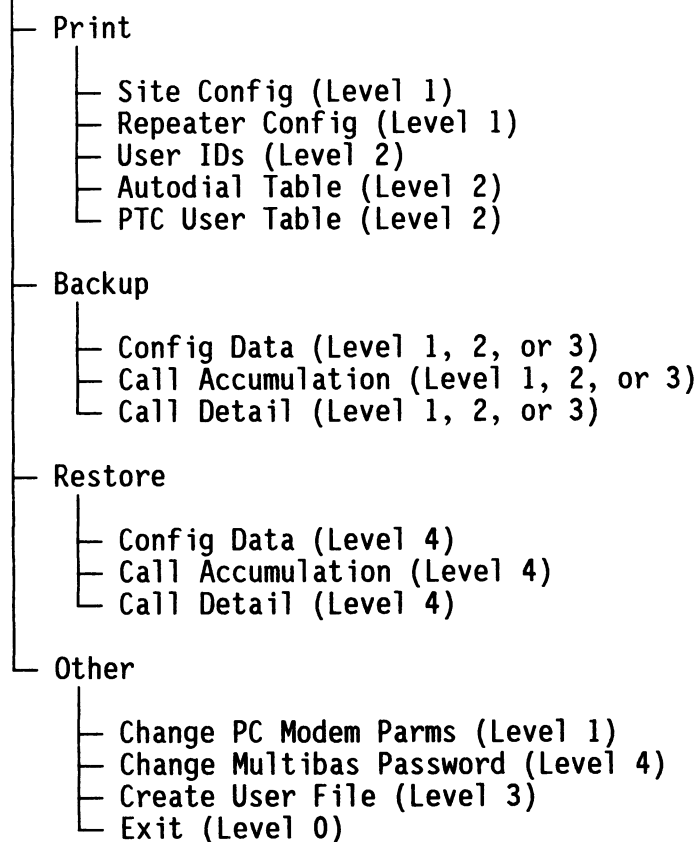 Print
Site Config (Level 1)
Repeater Config (Level 1)
User IDs (Level 2)
Autodial Table (Level 2)
PTC User Table (Level 2)
Backup
Config Data (Level 1, 2, or 3)
Call Accumulation (Level 1, 2, or 3)
Call Detail (Level 1, 2, or 3)
Restore
Config Data (Level 4)
Call Accumulation (Level 4)
Call Detail (Level 4)
Other
Change PC Modem Parms (Level 1)
Change Multibas Password (Level 4)
Create User File (Level 3)
Exit (Level 0)